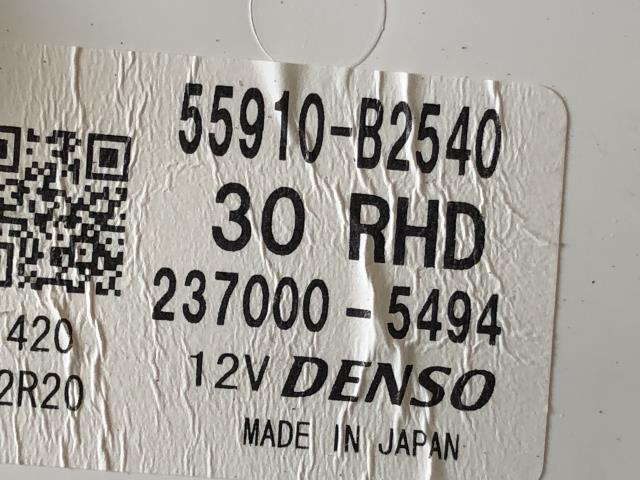 55910-B2540
30 RHD
237000-5494
12V DENSO
MADE IN JAPAN
420
2R20